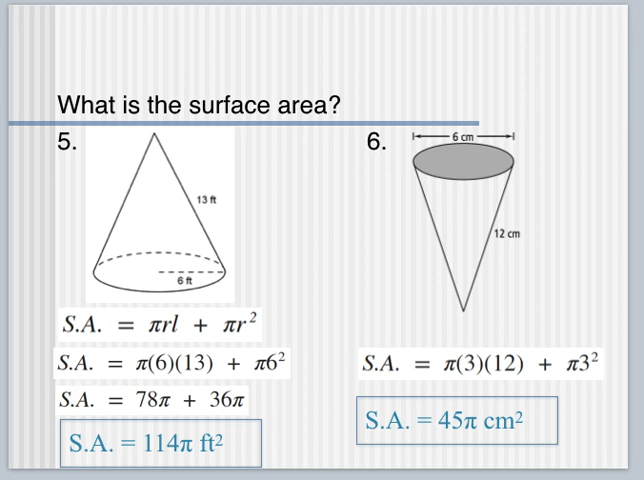 What is the surface area?
5.
13 ft
6 ft
S.A. = πrl + πr²
S.A. = π(6)(13) + π6²
S.A. = 78π + 36π
S.A. = 114π ft²
6.
6 cm
12 cm
S.A. = π(3)(12) + π3²
S.A. = 45π cm²